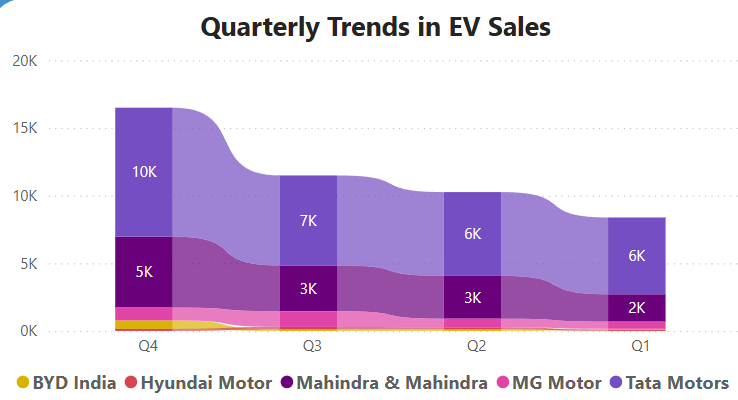 Quarterly Trends in EV Sales
20K
15K
10K
5K
0K
10K
5K
7K
3K
6K
3K
6K
2K
Q4 Q3 Q2 Q1
BYD India Hyundai Motor Mahindra & Mahindra MG Motor Tata Motors